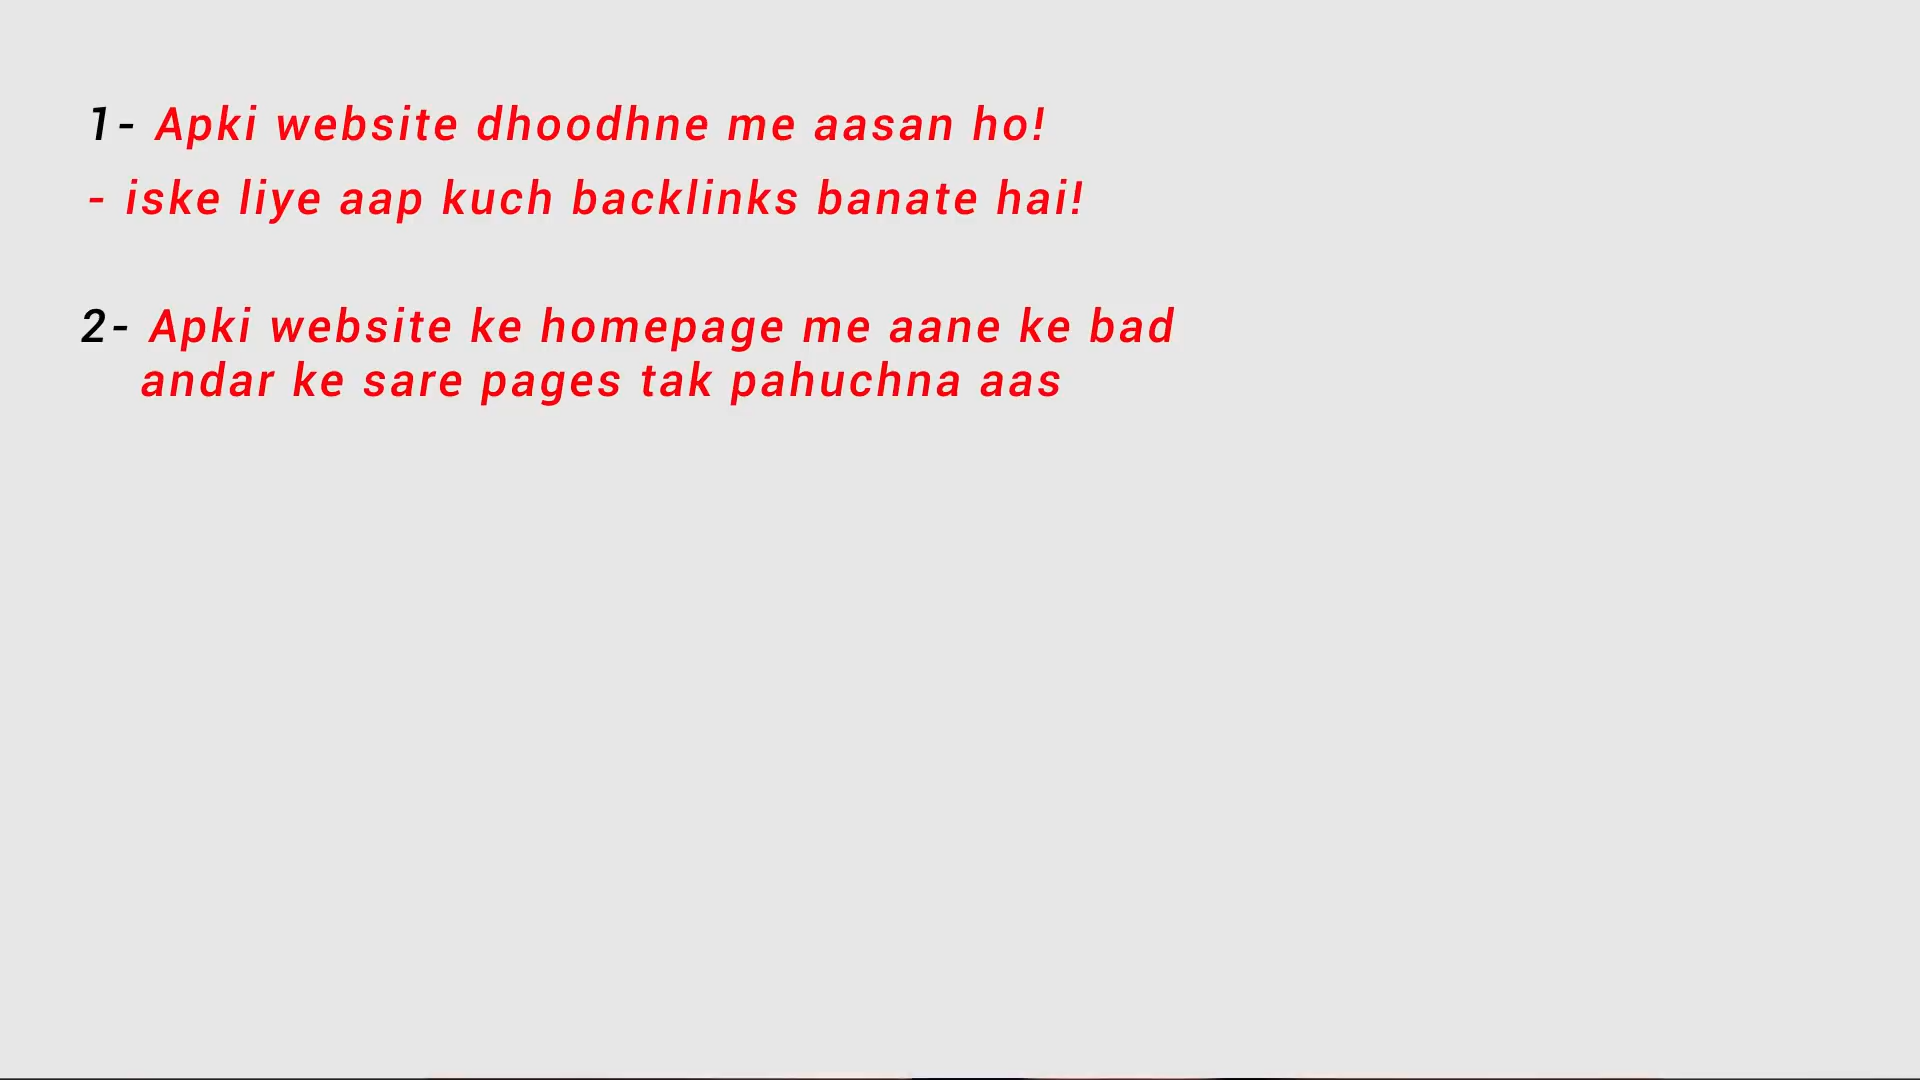 1- Apki website dhoodhne me aasan ho!
- iske liye aap kuch backlinks banate hai!
2- Apki website ke homepage me aane ke bad
andar ke sare pages tak pahuchna aas